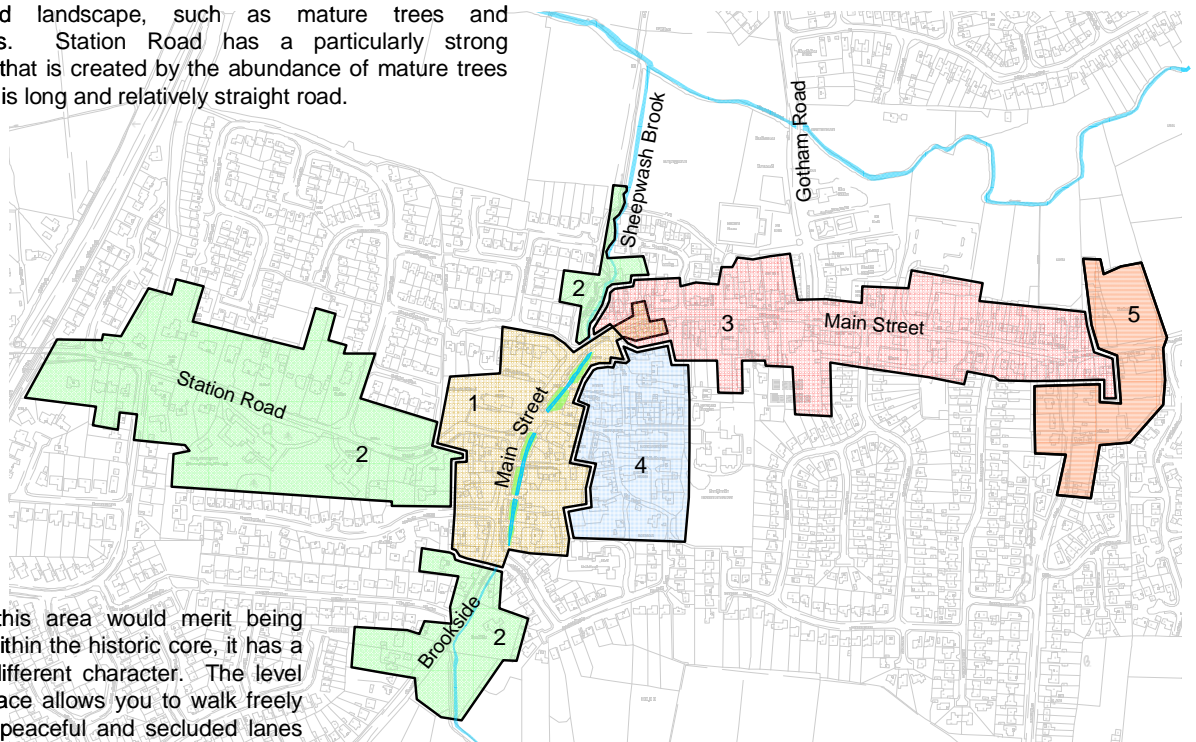 d landscape, such as mature trees and
s. Station Road has a particularly strong
that is created by the abundance of mature trees
is long and relatively straight road.
Sheepwash Brook
Gotham Road
2
3
Main Street
5
Station Road
2
1
Main Street
4
Brookside
2
this area would merit being
ithin the historic core, it has a
ifferent character. The level
ace allows you to walk freely
peaceful and secluded lanes